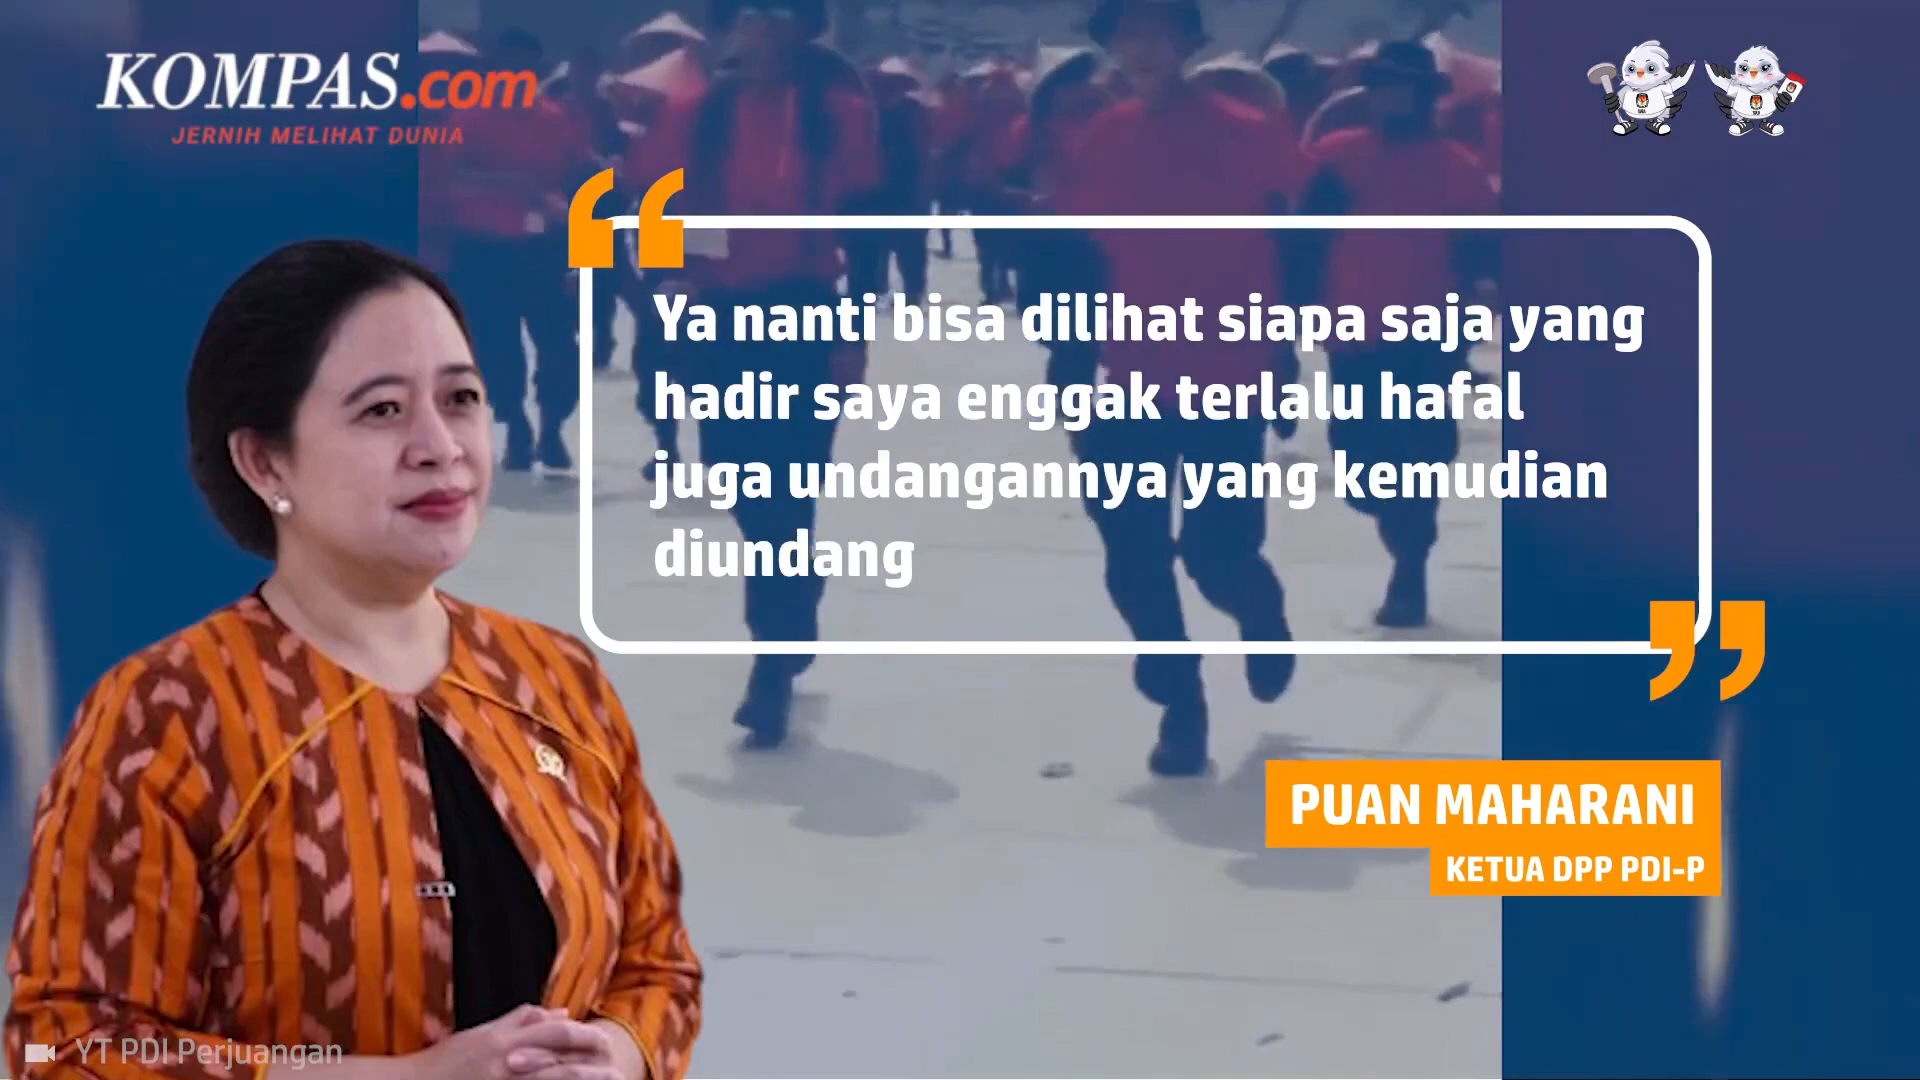 KOMPAS.com
JERNIH MELIHAT DUNIA
Ya nanti bisa dilihat siapa saja yang
hadir saya enggak terlalu hafal
juga undangannya yang kemudian
diundang
PUAN MAHARANI
KETUA DPP PDI-P
YT PDI Perjuangan